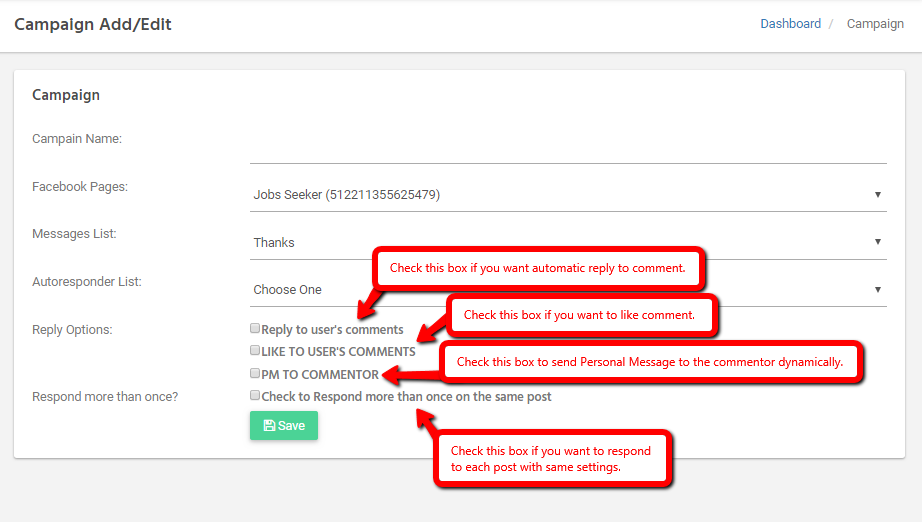 Campaign Add/Edit
Dashboard / Campaign
Campaign
Campain Name:
Facebook Pages:
Jobs Seeker (512211355625479)
Messages List:
Thanks
Check this box if you want automatic reply to comment.
Autoresponder List:
Choose One
Check this box if you want to like comment.
Reply Options:
Reply to user's comments
LIKE TO USER'S COMMENTS
Check this box to send Personal Message to the commentor dynamically.
PM TO COMMENTOR
Respond more than once?
Check to Respond more than once on the same post
Save
Check this box if you want to respond
to each post with same settings.